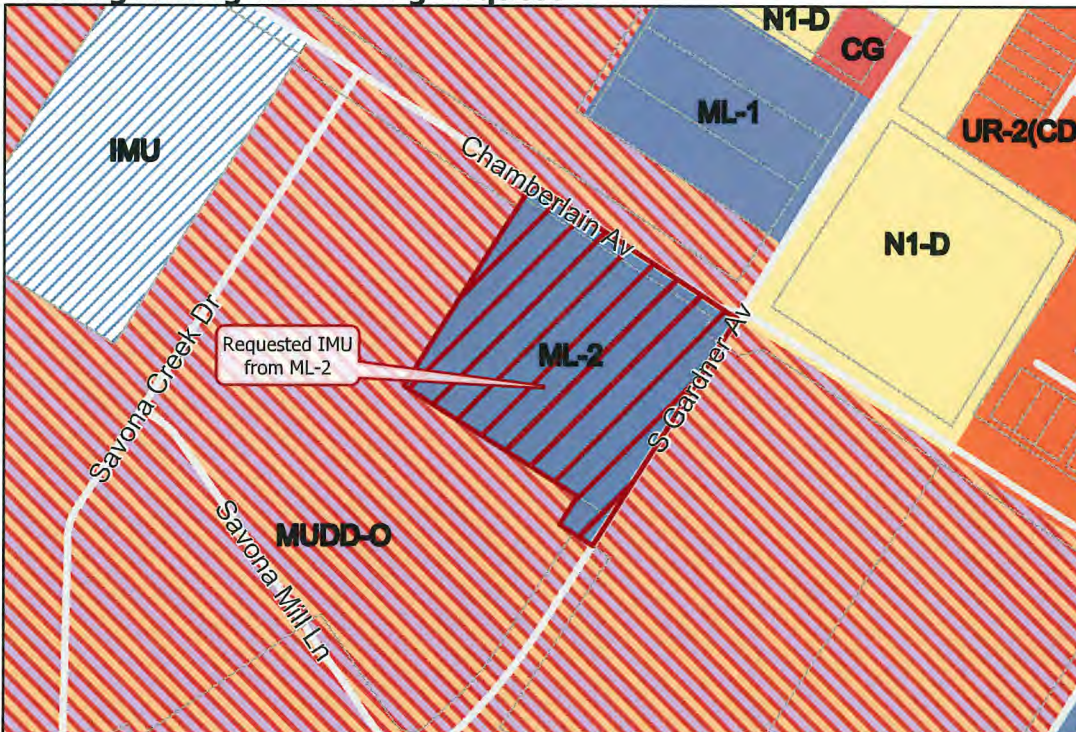 N1-D
CG
ML-1
UR-2(CD
IMU
Chamberlain Av
N1-D
Savona Creek Dr
Requested IMU
from ML-2
ML-2
S Gardner Av
MUDD-O
Savona Mill Ln